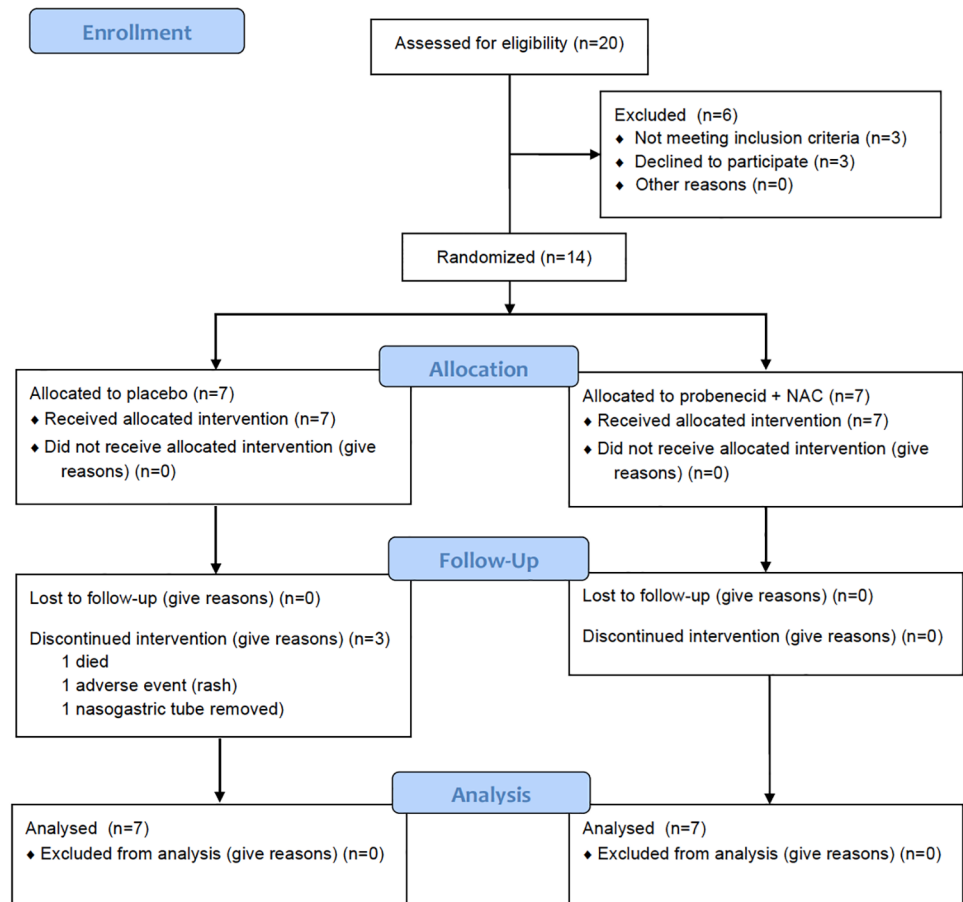 Enrollment
Assessed for eligibility (n=20)
Excluded (n=6)
♦ Not meeting inclusion criteria (n=3)
♦ Declined to participate (n=3)
♦ Other reasons (n=0)
Randomized (n=14)
Allocation
Allocated to placebo (n=7)
♦ Received allocated intervention (n=7)
♦ Did not receive allocated intervention (give
reasons) (n=0)
Allocated to probenecid + NAC (n=7)
♦ Received allocated intervention (n=7)
♦ Did not receive allocated intervention (give
reasons) (n=0)
Follow-Up
Lost to follow-up (give reasons) (n=0)
Discontinued intervention (give reasons) (n=3)
1 died
1 adverse event (rash)
1 nasogastric tube removed)
Lost to follow-up (give reasons) (n=0)
Discontinued intervention (give reasons) (n=0)
Analysis
Analysed (n=7)
♦ Excluded from analysis (give reasons) (n=0)
Analysed (n=7)
♦ Excluded from analysis (give reasons) (n=0)